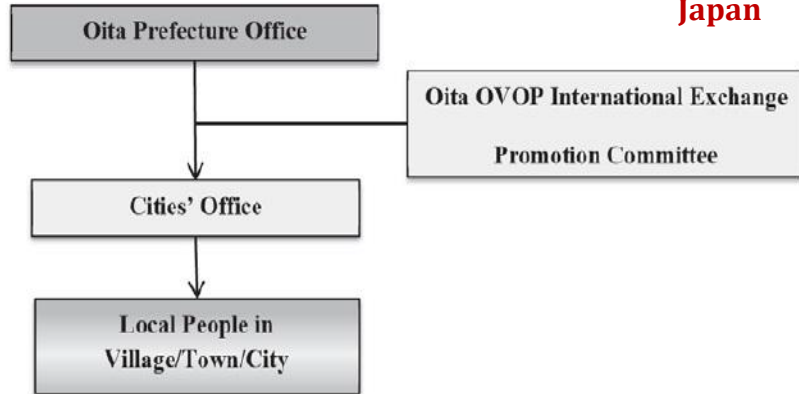 Japan
Oita Prefecture Office
Oita OVOP International Exchange
Promotion Committee
Cities' Office
Local People in
Village/Town/City